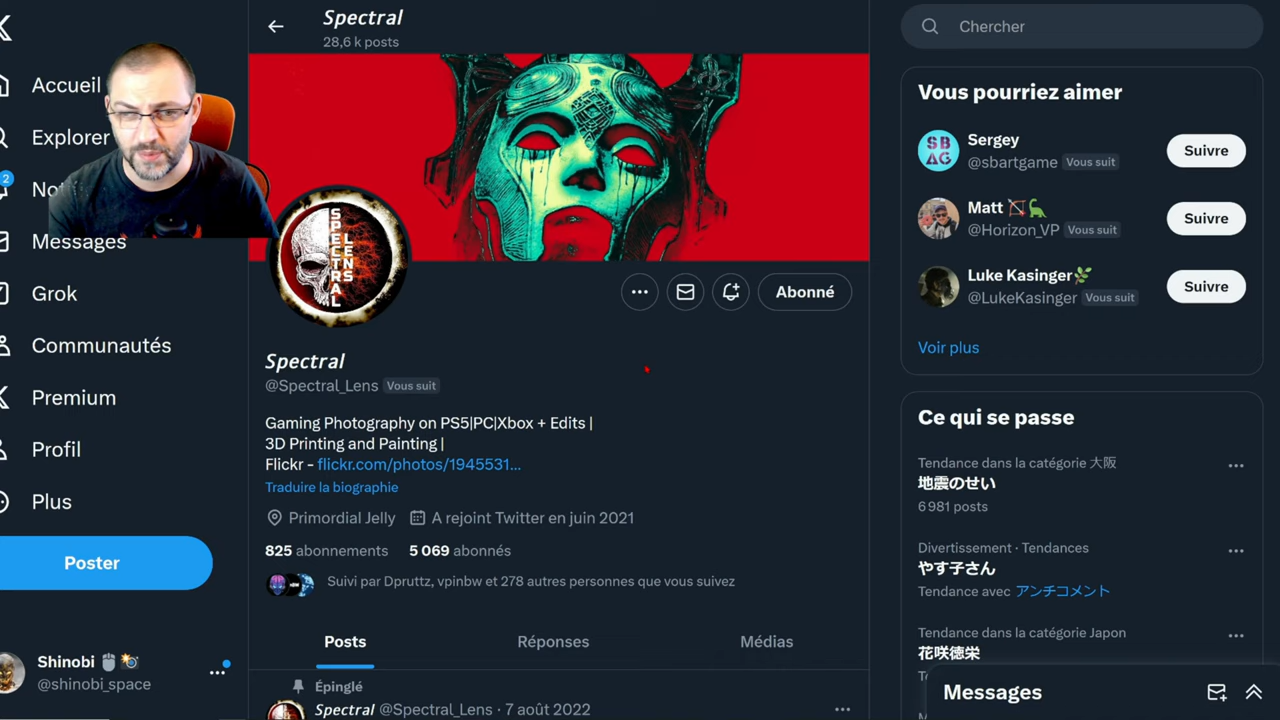 Accueil
Explorer
2
Not
Messages
Grok
Communautés
Premium
Profil
Plus
Poster
Shinobi
@shinobi_space
Spectral
28,6 k posts
SPECTRAL
LENS
Abonné
Spectral
@Spectral_Lens Vous suit
Gaming Photography on PS5|PC|Xbox + Edits |
3D Printing and Painting |
Flickr - flickr.com/photos/1945531…
Traduire la biographie
Primordial Jelly A rejoint Twitter en juin 2021
825 abonnements 5 069 abonnés
Suivi par Dpruttz, vpinbw et 278 autres personnes que vous suivez
Posts Réponses Médias
Épinglé
Spectral @Spectral_Lens · 7 août 2022
Chercher
Vous pourriez aimer
SB
AG
Sergey
@sbartgame Vous suit
Suivre
Matt
@Horizon_VP Vous suit
Suivre
Luke Kasinger
@LukeKasinger Vous suit
Suivre
Voir plus
Ce qui se passe
Tendance dans la catégorie 大阪
地震のせい
6 981 posts
Divertissement · Tendances
やす子さん
Tendance avec アンチコメント
Tendance dans la catégorie Japon
花咲徳栄
Messages